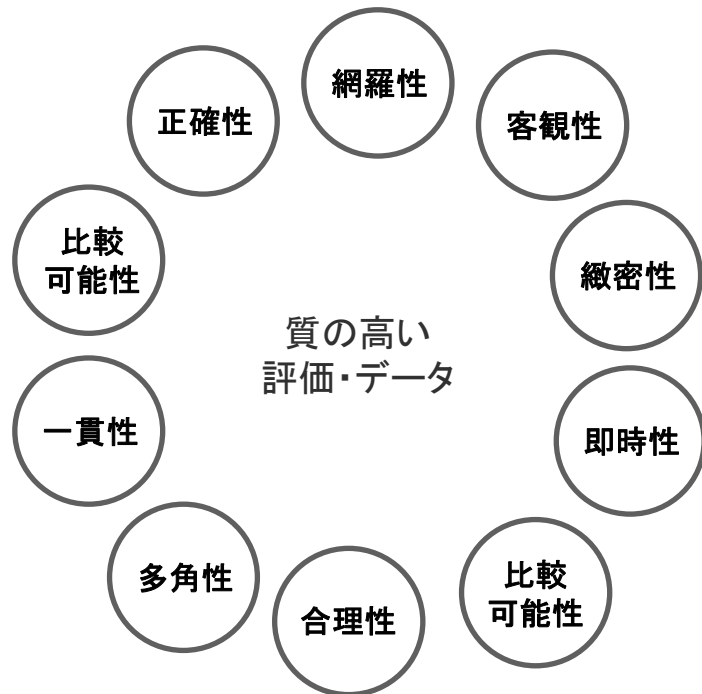 網羅性
正確性
客観性
比較
可能性
緻密性
質の高い
評価・データ
一貫性
即時性
多角性
比較
可能性
合理性